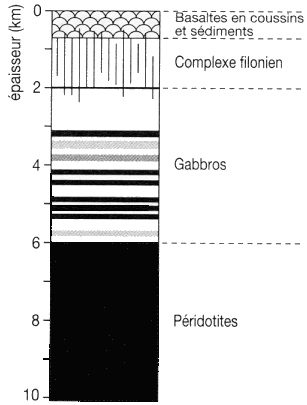 épaisseur (km)
0
2
4
6
8
10
Basaltes en coussins
et sédiments
Complexe filonien
Gabbros
Péridotites